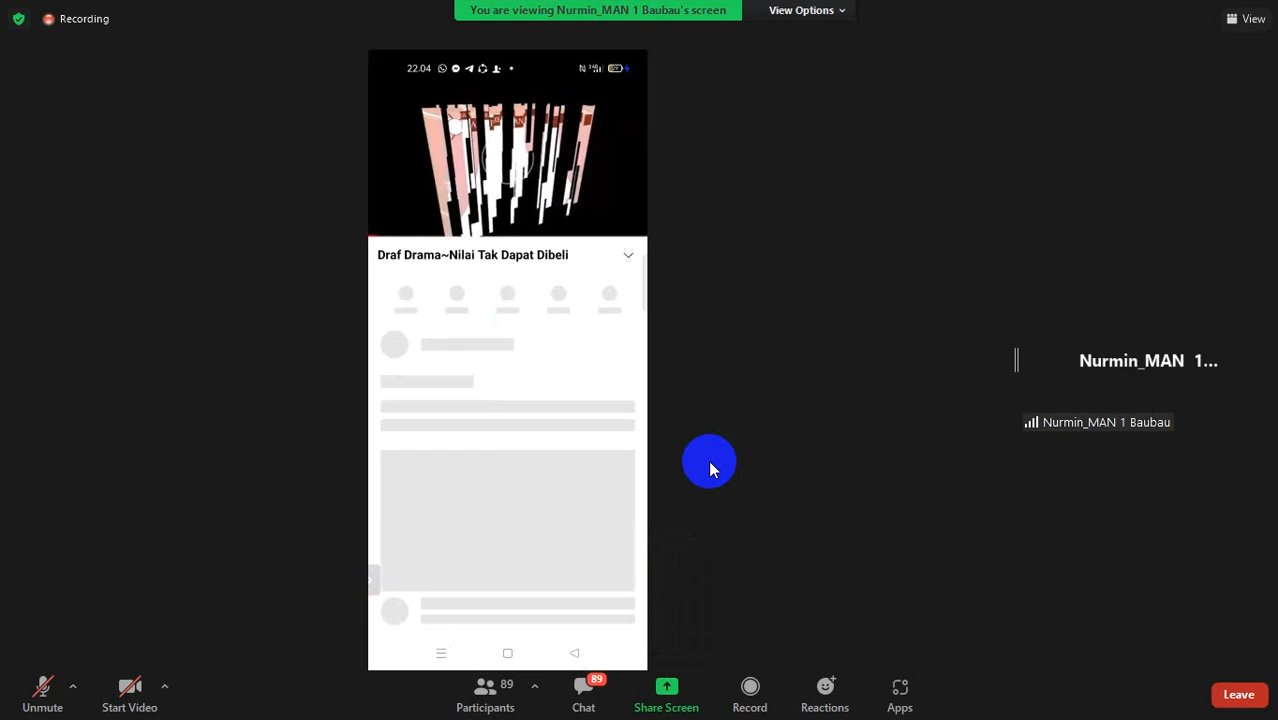 You are viewing Nurmin_MAN 1 Baubau's screen
View Options
Recording
View
22.04
Draf Drama~Nilai Tak Dapat Dibeli
Nurmin_MAN 1...
Nurmin_MAN 1 Baubau
Unmute
Start Video
89
Participants
89
Chat
Share Screen
Record
Reactions
Apps
Leave